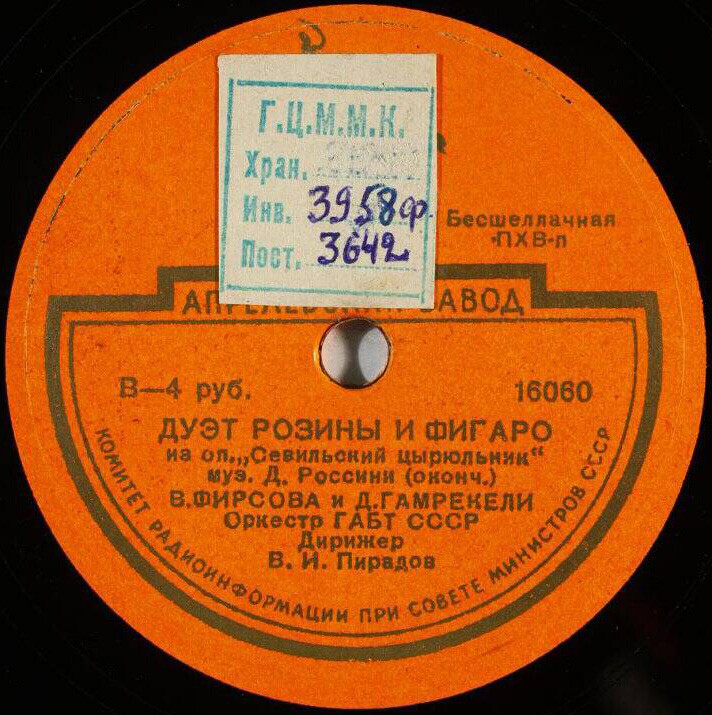 Г.Ц.М.М.К.
Хран.
Инв. 3958ф.
Пост. 3642
Бесшеллачная
ПХВ-п
ЗАВОД
В—4 руб. 16060
ДУЭТ РОЗИНЫ И ФИГАРО
из оп. „Севильский цырюльник“
муз. Д. Россини (оконч.)
В.ФИРСОВА и Д.ГАМРЕКЕЛИ
Оркестр ГАБТ СССР
Дирижер
В. И. Пирадов
КОМИТЕТ РАДИОИНФОРМАЦИИ ПРИ СОВЕТЕ МИНИСТРОВ СССР